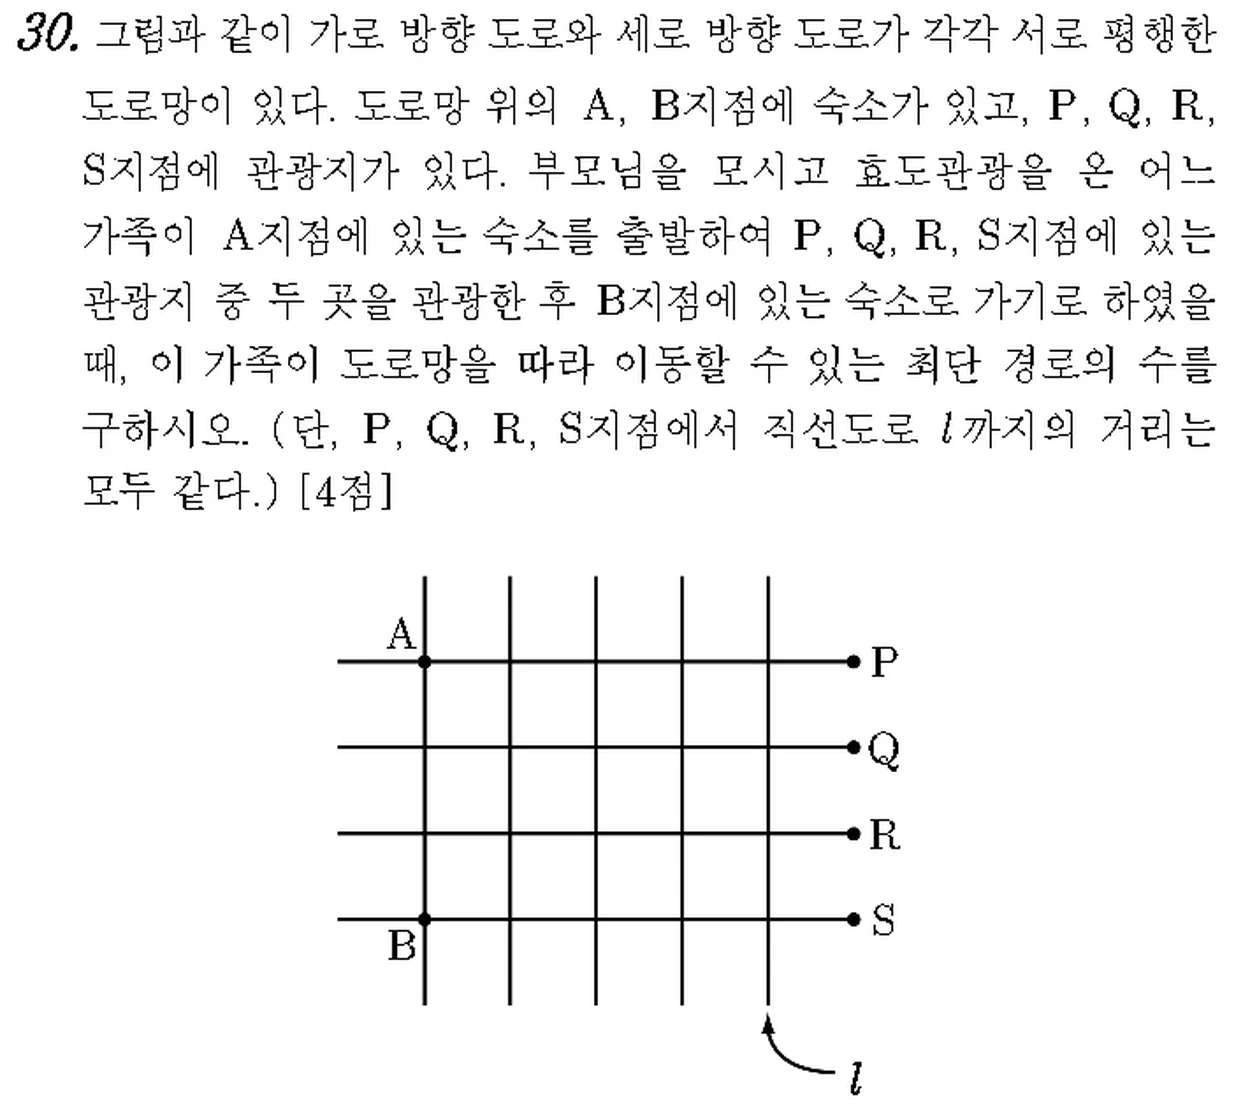 30. 그림과 같이 가로 방향 도로와 세로 방향 도로가 각각 서로 평행한
도로망이 있다. 도로망 위의 A, B지점에 숙소가 있고, P, Q, R,
S지점에 관광지가 있다. 부모님을 모시고 효도관광을 온 어느
가족이 A지점에 있는 숙소를 출발하여 P, Q, R, S지점에 있는
관광지 중 두 곳을 관광한 후 B지점에 있는 숙소로 가기로 하였을
때, 이 가족이 도로망을 따라 이동할 수 있는 최단 경로의 수를
구하시오. (단, P, Q, R, S지점에서 직선도로 l까지의 거리는
모두 같다.) [4점]
A
P
Q
R
B
S
l